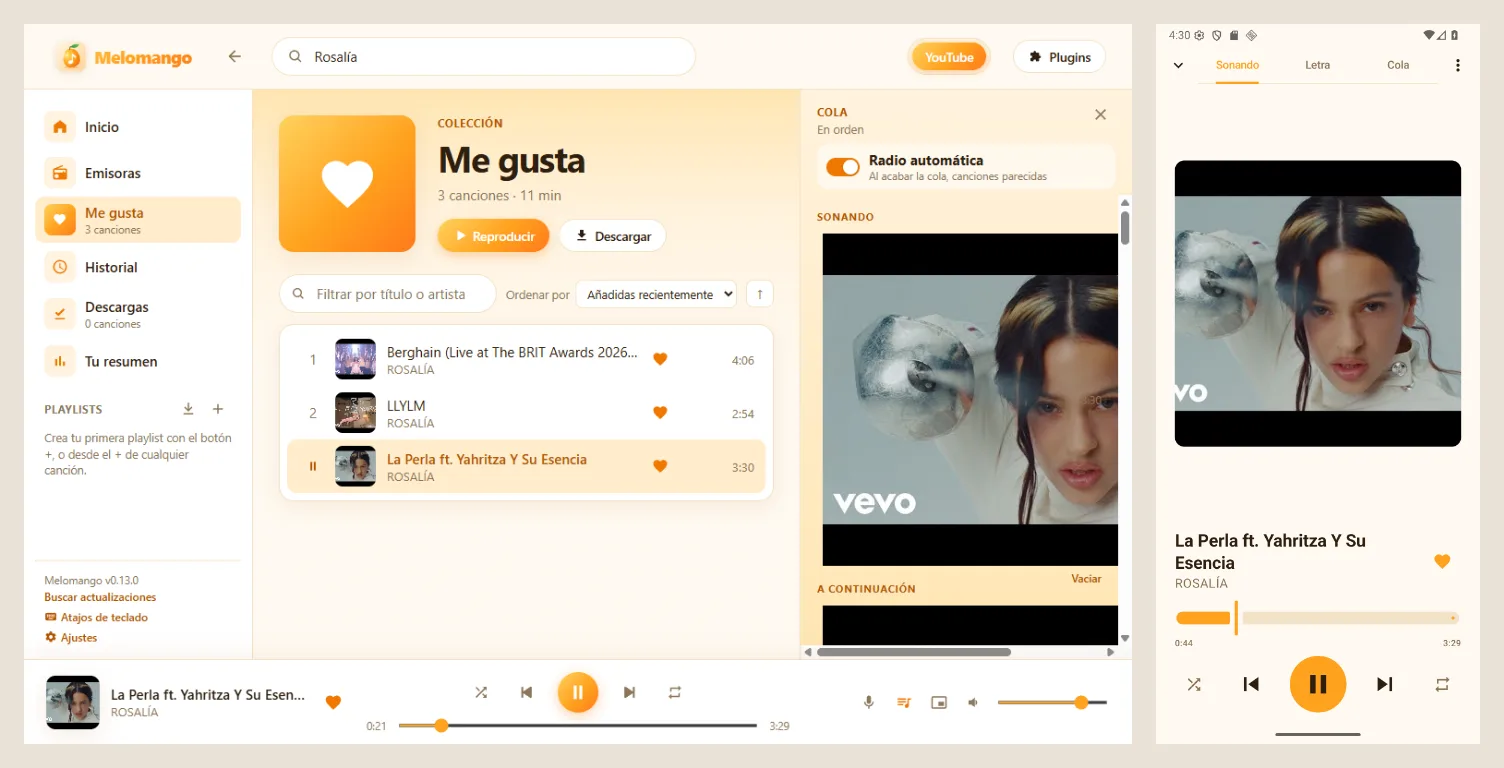 Melomango
Rosalía
YouTube
Plugins
Inicio
Emisoras
Me gusta
3 canciones
Historial
Descargas
0 canciones
Tu resumen
PLAYLISTS
Crea tu primera playlist con el botón
+, o desde el + de cualquier
canción.
Melomango v0.13.0
Buscar actualizaciones
Atajos de teclado
Ajustes
COLECCIÓN
Me gusta
3 canciones · 11 min
Reproducir
Descargar
Filtrar por título o artista
Ordenar por
Añadidas recientemente
↑
1
Berghain (Live at The BRIT Awards 2026...
ROSALÍA
4:06
2
LLYLM
ROSALÍA
2:54
La Perla ft. Yahritza Y Su Esencia
ROSALÍA
3:30
COLA
En orden
Radio automática
Al acabar la cola, canciones parecidas
SONANDO
3:30
vevo
Vaciar
A CONTINUACIÓN
La Perla ft. Yahritza Y Su Esen...
ROSALÍA
0:21
3:29
4:30
Sonando
Letra
Cola
vo
La Perla ft. Yahritza Y Su
Esencia
ROSALÍA
0:44
3:29